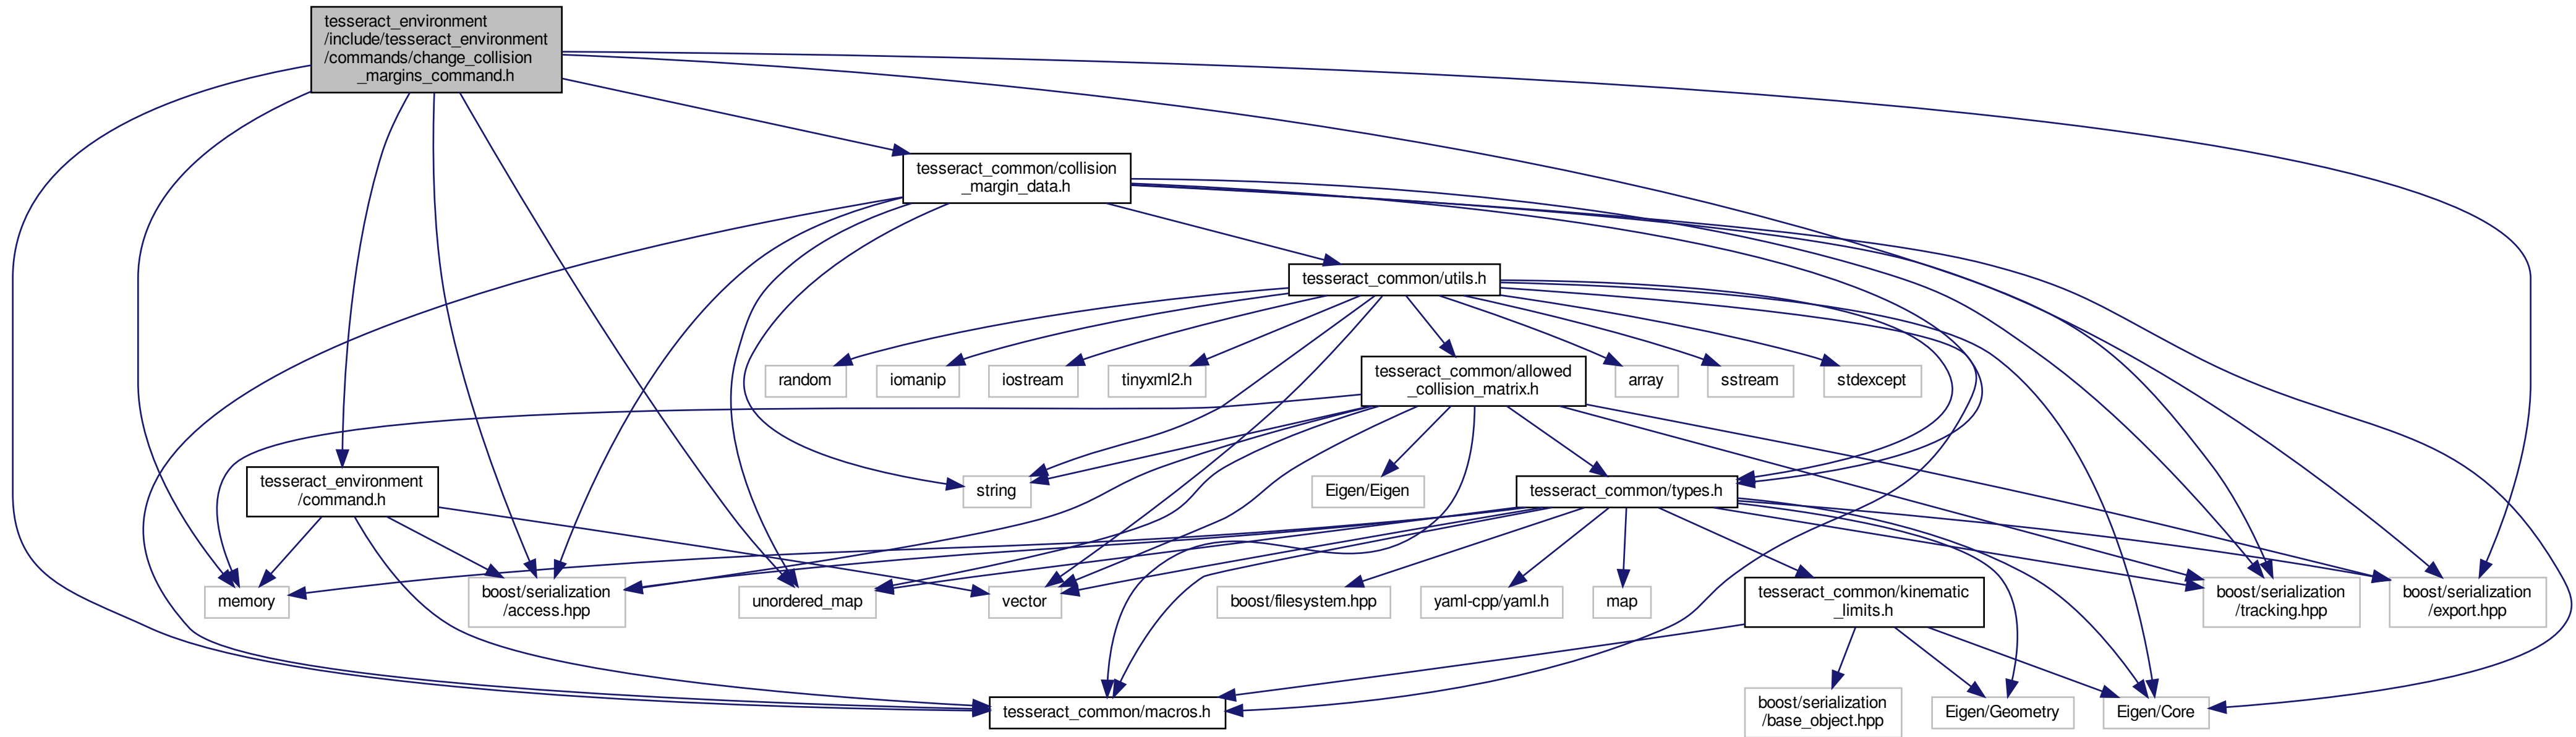 tesseract_environment
/include/tesseract_environment
/commands/change_collision
_margins_command.h
tesseract_common/collision
_margin_data.h
tesseract_common/utils.h
random
iomanip
iostream
tinyxml2.h
tesseract_common/allowed
_collision_matrix.h
array
sstream
stdexcept
tesseract_environment
/command.h
string
Eigen/Eigen
tesseract_common/types.h
memory
boost/serialization
/access.hpp
unordered_map
vector
boost/filesystem.hpp
yaml-cpp/yaml.h
map
tesseract_common/kinematic
_limits.h
boost/serialization
/tracking.hpp
boost/serialization
/export.hpp
tesseract_common/macros.h
boost/serialization
/base_object.hpp
Eigen/Geometry
Eigen/Core